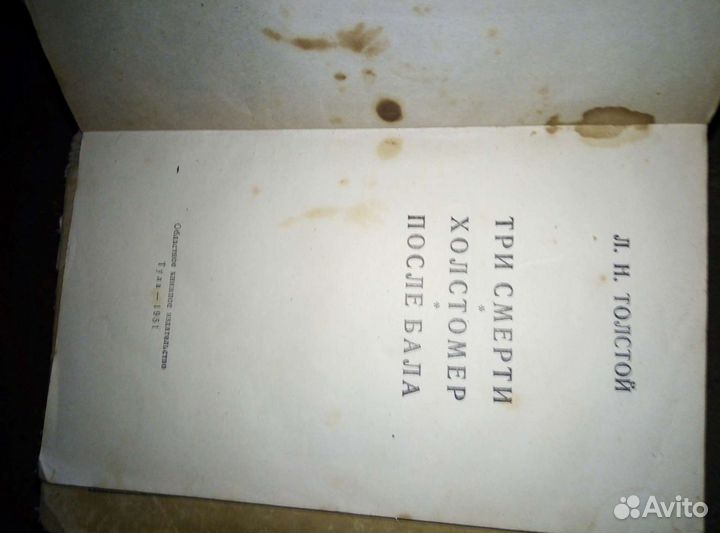 Л. Н. ТОЛСТОЙ
ТРИ СМЕРТИ
*
ХОЛСТОМЕР
*
ПОСЛЕ БАЛА
Областное книжное издательство
Тула — 1951
Avito